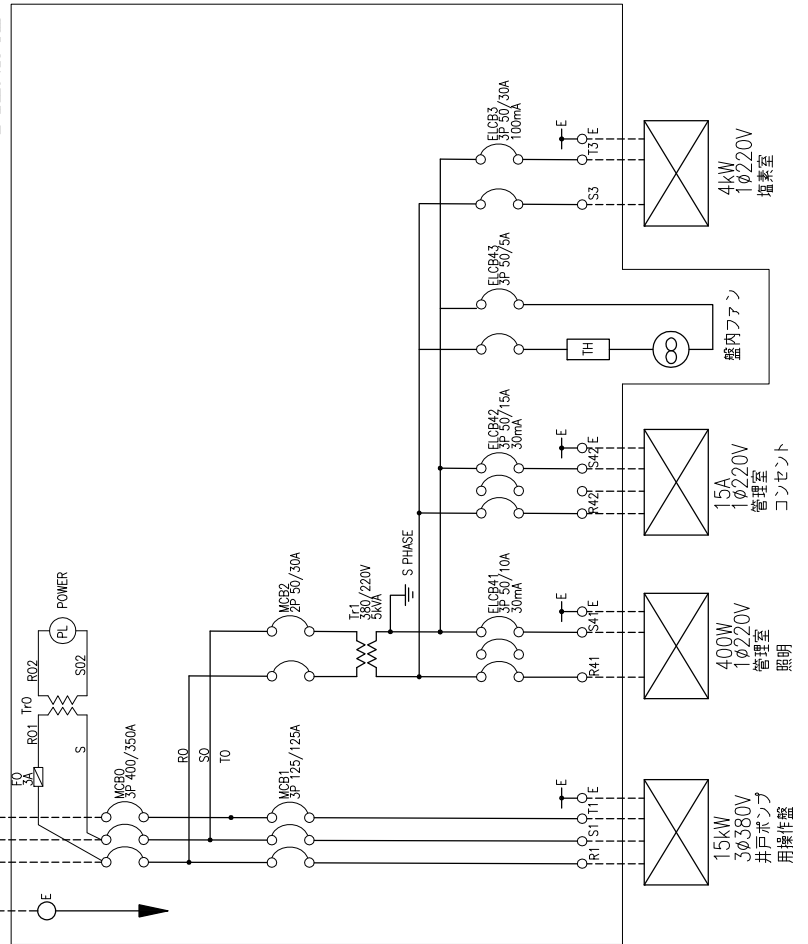 E
F0
3A
R01
Tr0
R02
PL
POWER
S
S02
MCB0
3P 400/350A
R0
S0
T0
MCB1
3P 125/125A
MCB2
2P 50/30A
Tr1
380/220V
5kVA
S PHASE
ELCB41
3P 50/10A
30mA
ELCB42
3P 50/15A
30mA
ELCB43
3P 50/5A
ELCB3
3P 50/30A
100mA
TH
盤内ファン
R1
S1
T1
E
E
R41
S41
E
E
R42
S42
E
E
S3
T3
E
E
15kW
3φ380V
井戸ポンプ
用操作盤
400W
1φ220V
管理室
照明
15A
1φ220V
管理室
コンセント
4kW
1φ220V
塩素室